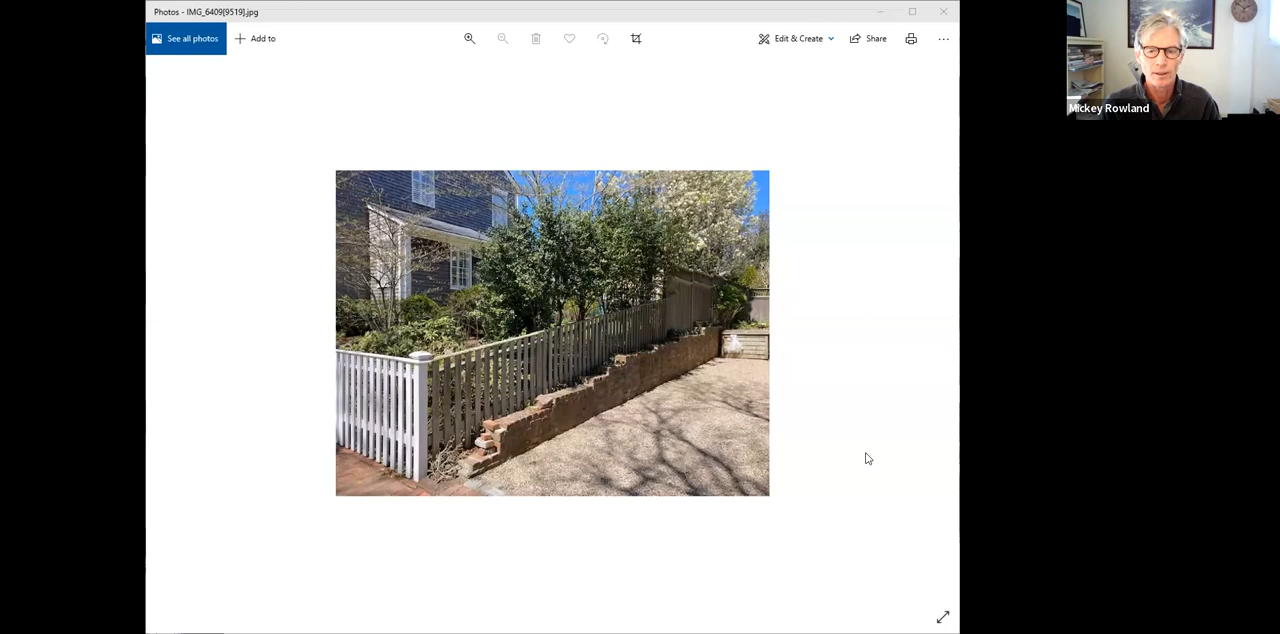 Photos - IMG_6409[9519].jpg
See all photos
Add to
Edit & Create
Share
Mickey Rowland